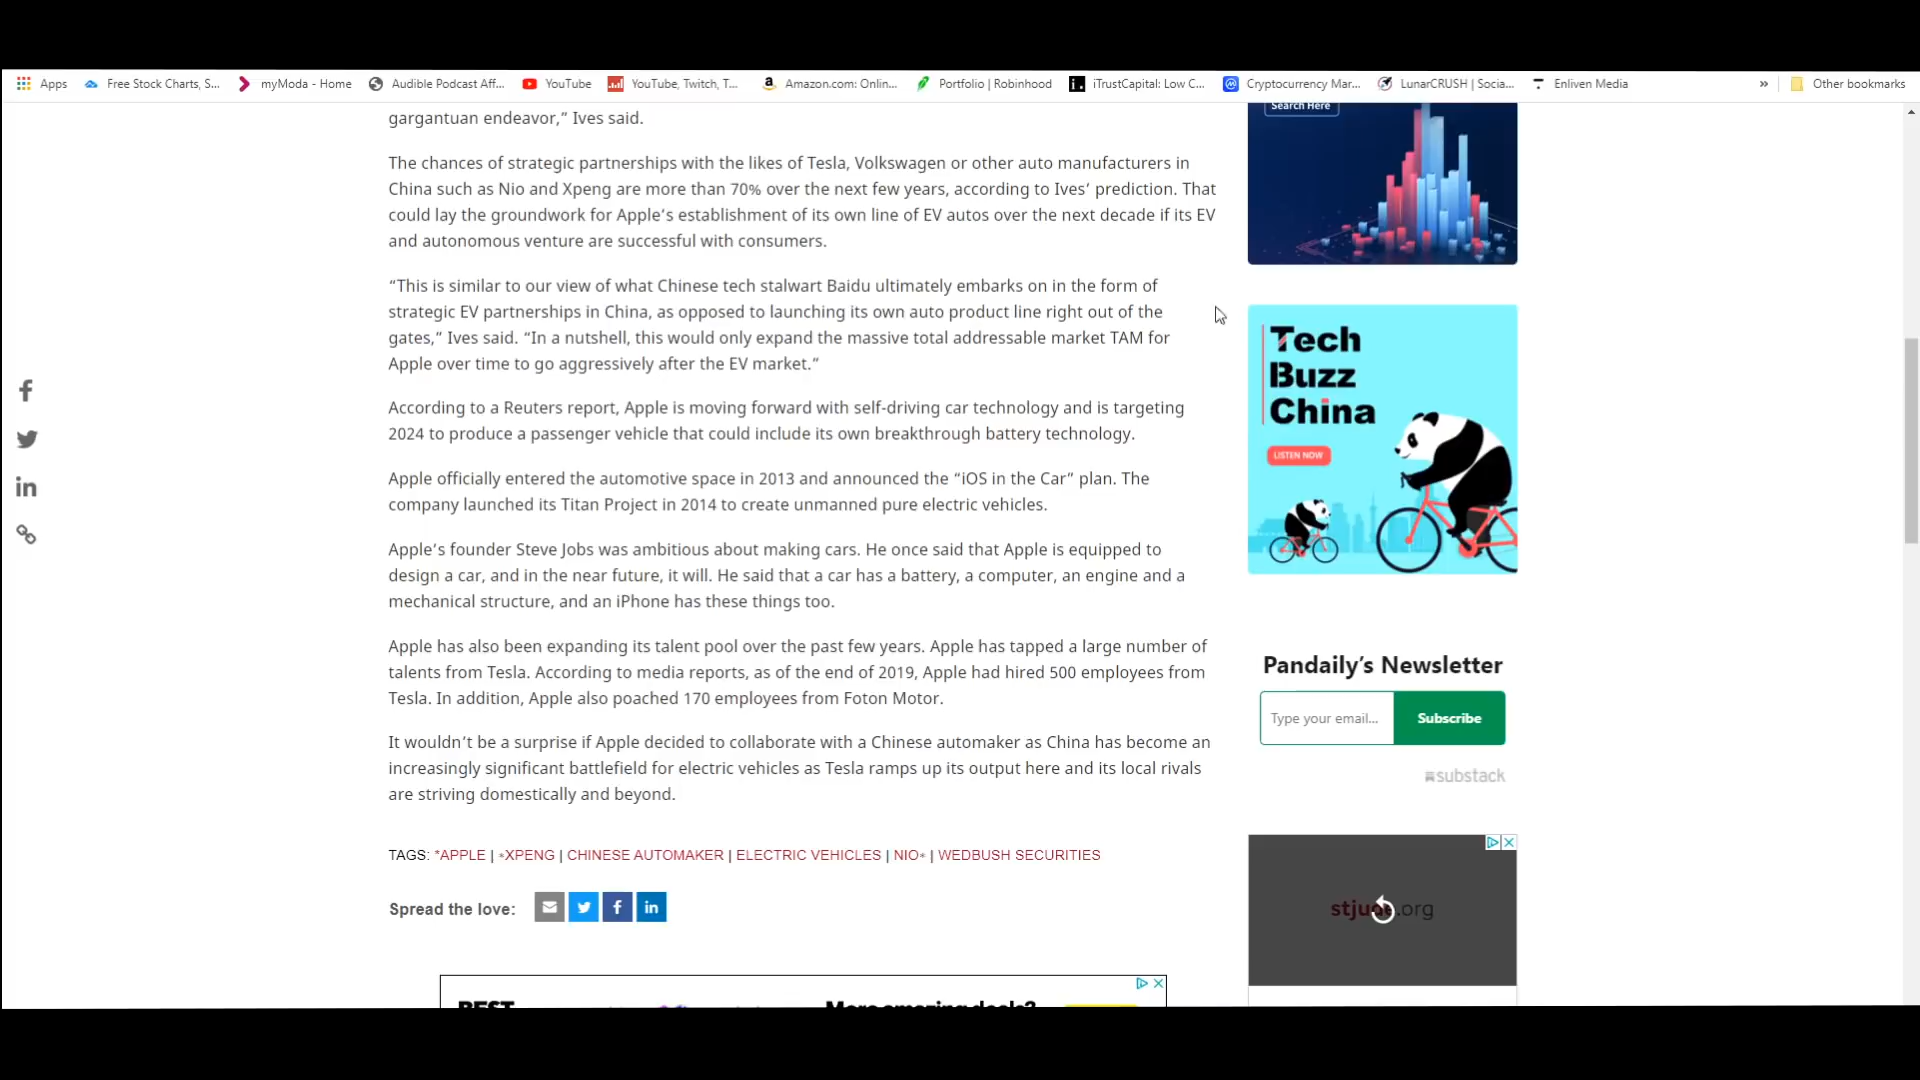 Apps Free Stock Charts, S... myModa - Home Audible Podcast Aff... YouTube YouTube, Twitch, T... Amazon.com: Onlin... Portfolio | Robinhood iTrustCapital: Low C... Cryptocurrency Mar... LunarCRUSH | Socia... Enliven Media » Other bookmarks
gargantuan endeavor,” Ives said.
The chances of strategic partnerships with the likes of Tesla, Volkswagen or other auto manufacturers in
China such as Nio and Xpeng are more than 70% over the next few years, according to Ives’ prediction. That
could lay the groundwork for Apple’s establishment of its own line of EV autos over the next decade if its EV
and autonomous venture are successful with consumers.
“This is similar to our view of what Chinese tech stalwart Baidu ultimately embarks on in the form of
strategic EV partnerships in China, as opposed to launching its own auto product line right out of the
gates,” Ives said. “In a nutshell, this would only expand the massive total addressable market TAM for
Apple over time to go aggressively after the EV market.”
According to a Reuters report, Apple is moving forward with self-driving car technology and is targeting
2024 to produce a passenger vehicle that could include its own breakthrough battery technology.
Apple officially entered the automotive space in 2013 and announced the “iOS in the Car” plan. The
company launched its Titan Project in 2014 to create unmanned pure electric vehicles.
Apple’s founder Steve Jobs was ambitious about making cars. He once said that Apple is equipped to
design a car, and in the near future, it will. He said that a car has a battery, a computer, an engine and a
mechanical structure, and an iPhone has these things too.
Apple has also been expanding its talent pool over the past few years. Apple has tapped a large number of
talents from Tesla. According to media reports, as of the end of 2019, Apple had hired 500 employees from
Tesla. In addition, Apple also poached 170 employees from Foton Motor.
It wouldn’t be a surprise if Apple decided to collaborate with a Chinese automaker as China has become an
increasingly significant battlefield for electric vehicles as Tesla ramps up its output here and its local rivals
are striving domestically and beyond.
TAGS: *APPLE | *XPENG | CHINESE AUTOMAKER | ELECTRIC VEHICLES | NIO* | WEDBUSH SECURITIES
Spread the love:
BEST
More amazing deals?
Search Here
Tech
Buzz
China
LISTEN NOW
Pandaily’s Newsletter
Type your email... Subscribe
substack
stjude.org